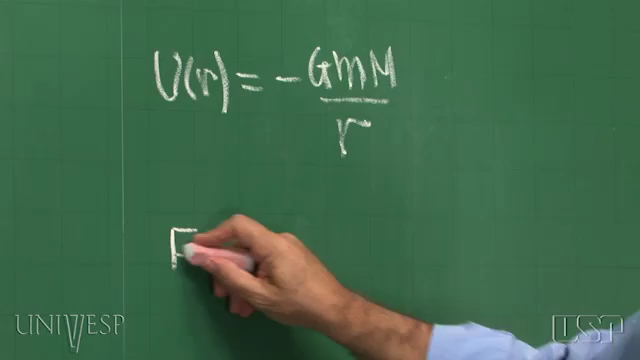 U(r) = - GmM / r
F
UNIVESP
USP